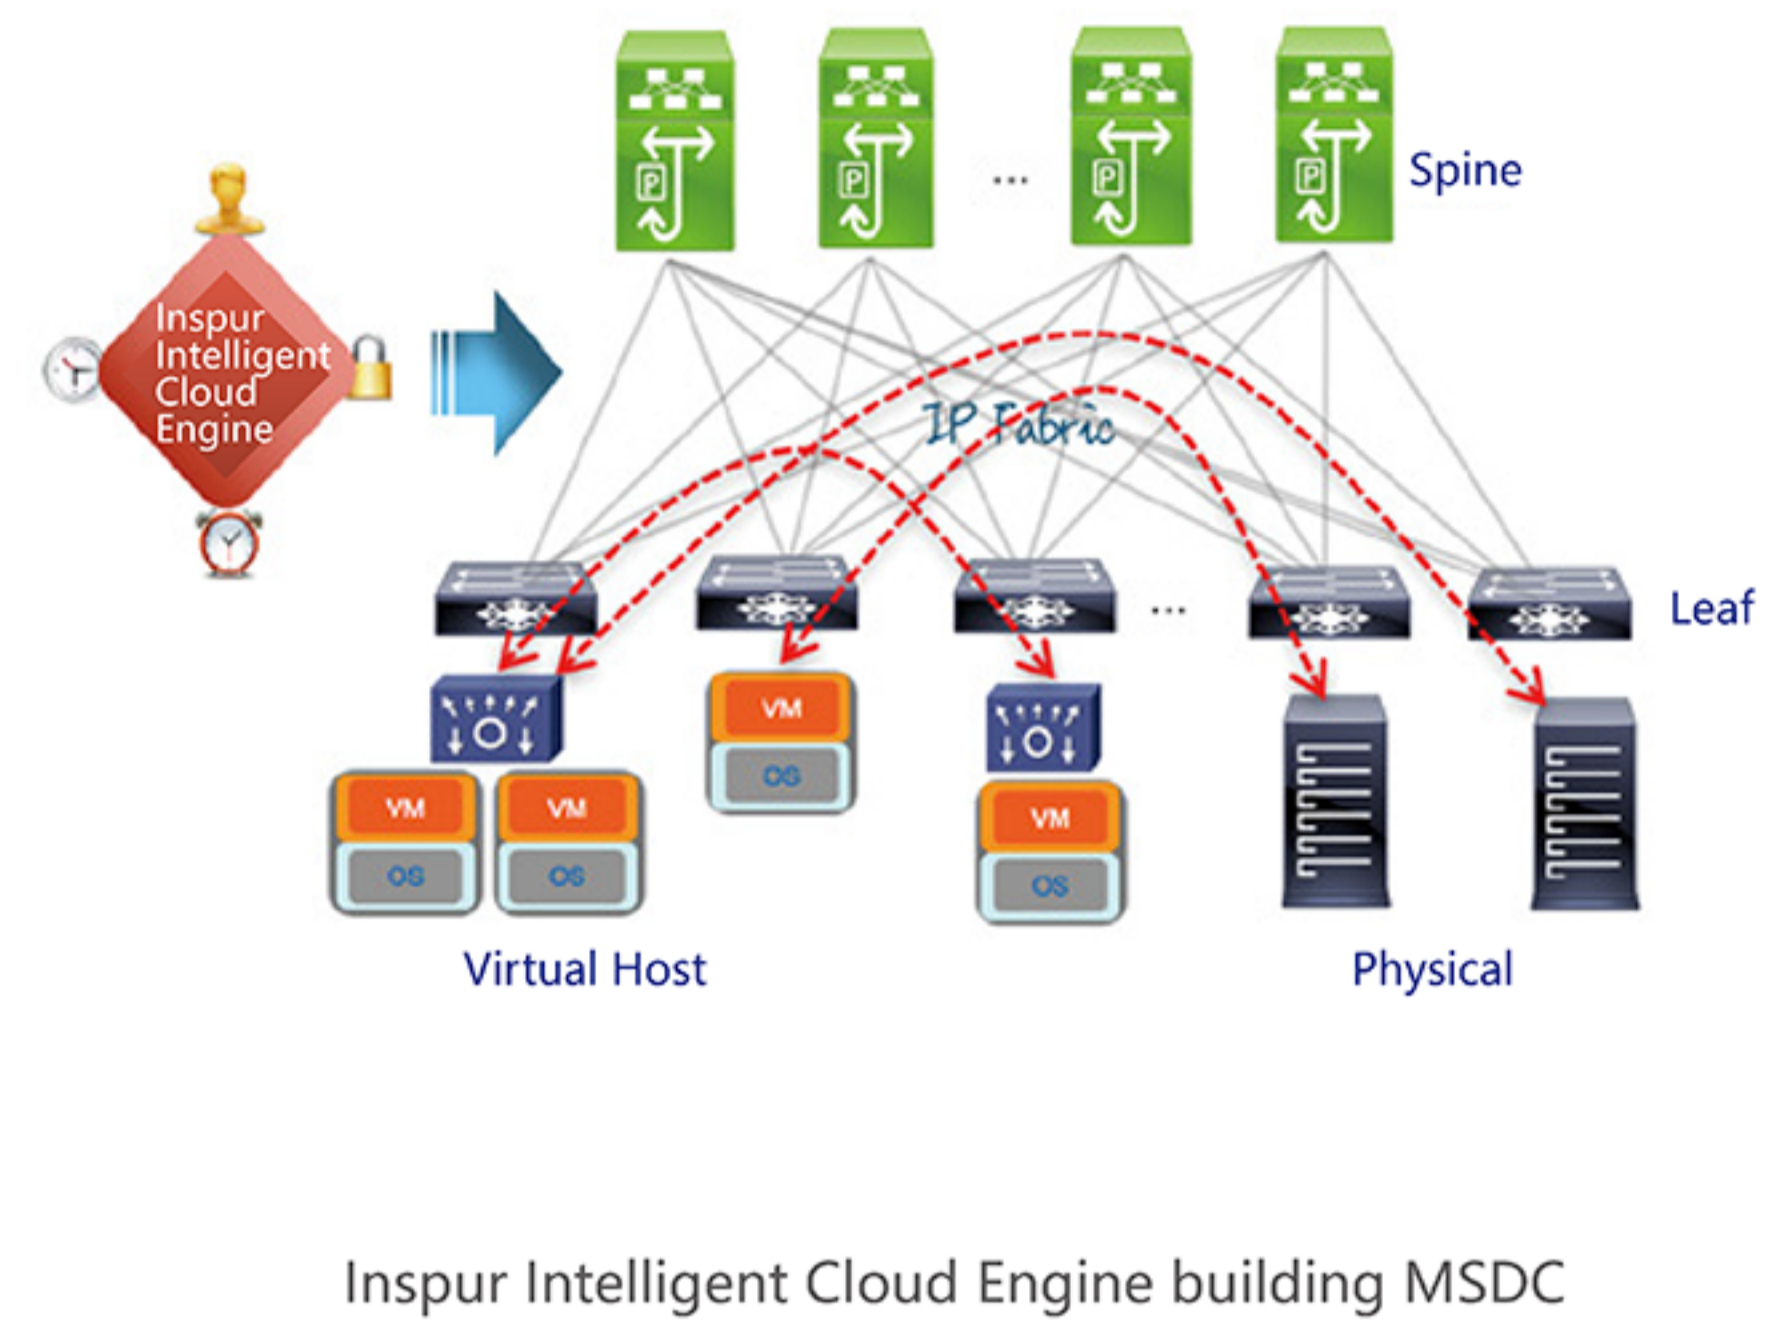 P
P
...
P
P
Spine
Inspur
Intelligent
Cloud
Engine
IP Fabric
...
Leaf
VM
OS
VM
VM
VM
OS
OS
OS
Virtual Host
Physical
Inspur Intelligent Cloud Engine building MSDC